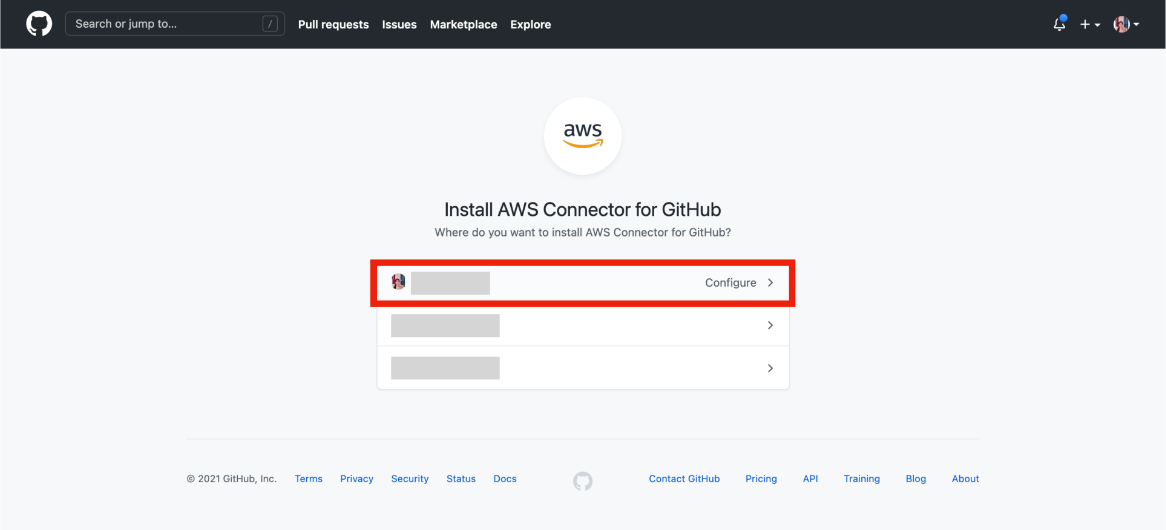 Search or jump to... / Pull requests Issues Marketplace Explore
aws
Install AWS Connector for GitHub
Where do you want to install AWS Connector for GitHub?
Configure
© 2021 GitHub, Inc. Terms Privacy Security Status Docs Contact GitHub Pricing API Training Blog About